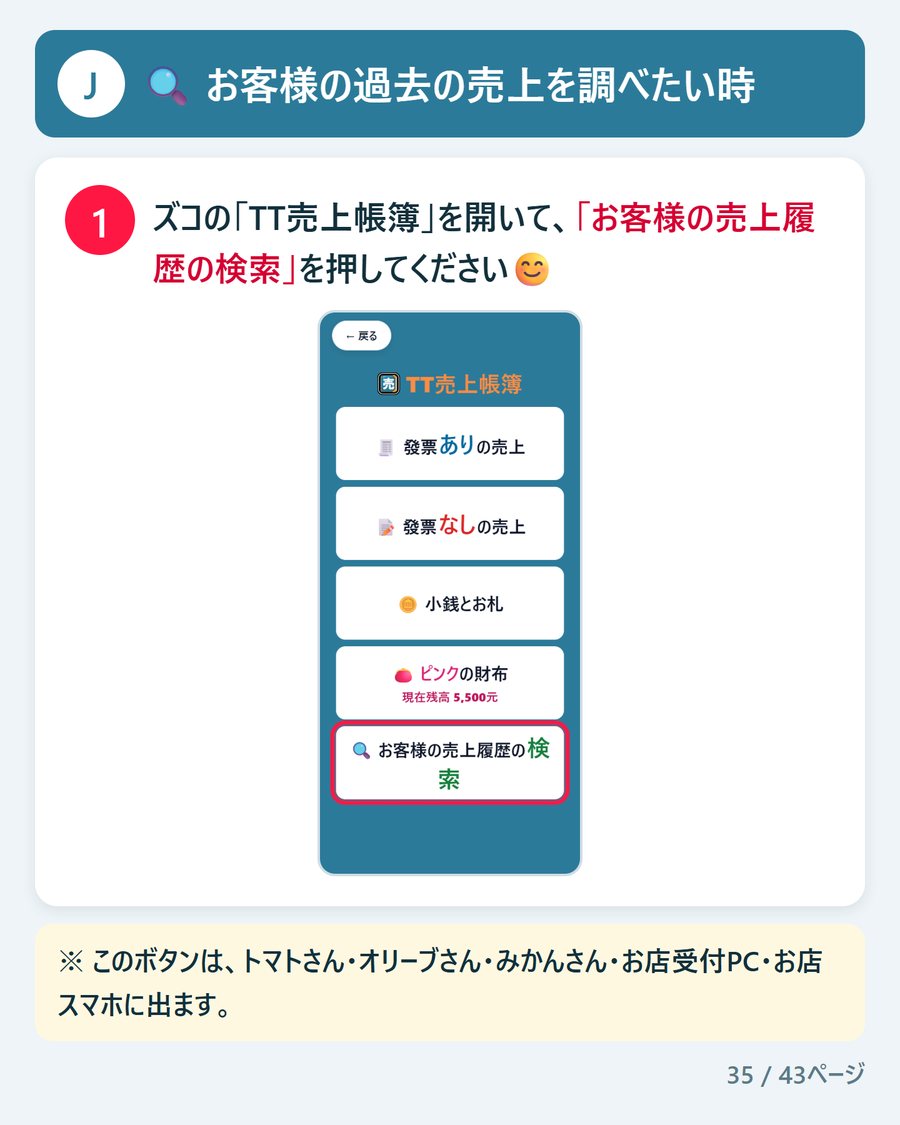 J 🔍 お客様の過去の売上を調べたい時
1 ズコの「TT売上帳簿」を開いて、「お客様の売上履
歴の検索」を押してください😊
← 戻る
売 TT売上帳簿
發票ありの売上
發票なしの売上
小銭とお札
ピンクの財布
現在残高 5,500元
お客様の売上履歴の検
索
※ このボタンは、トマトさん・オリーブさん・みかんさん・お店受付PC・お店
スマホに出ます。
35 / 43ページ